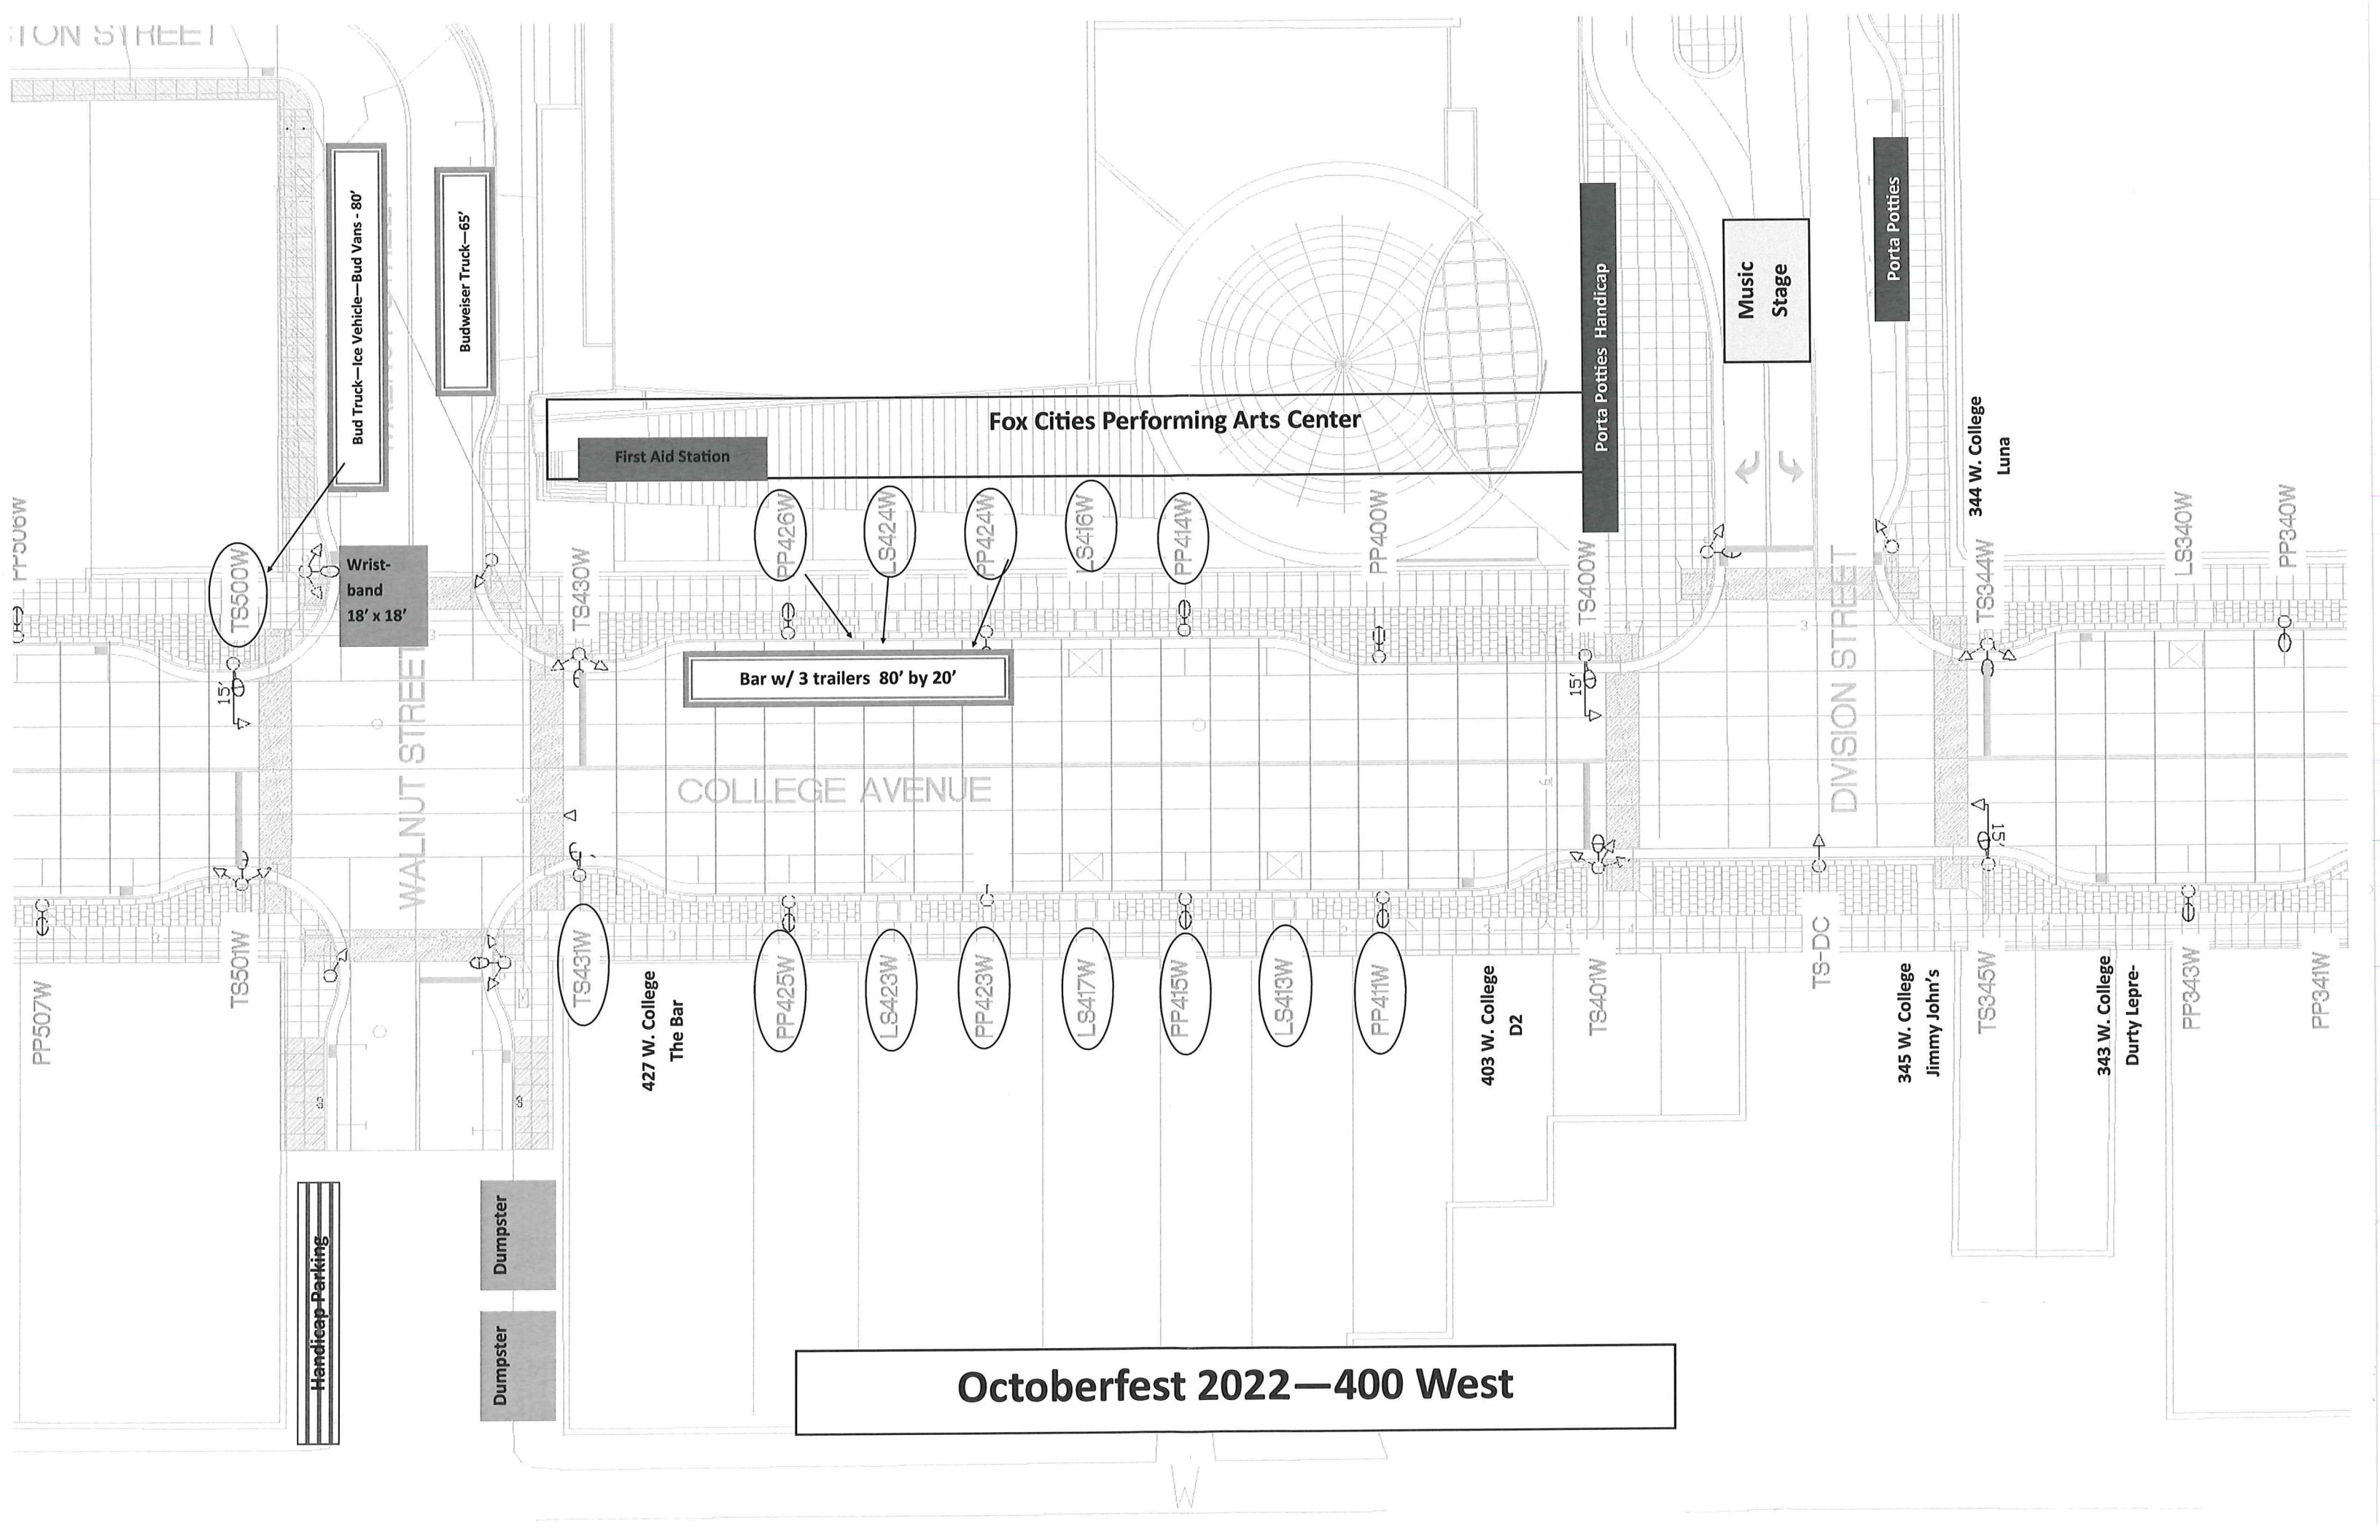 Bud Truck—Ice Vehicle—Bud Vans - 80’
Budweiser Truck—65’
Fox Cities Performing Arts Center
First Aid Station
Porta Potties Handicap
Music
Stage
Porta Potties
344 W. College
Luna
PP506W
TS500W
Wrist-
band
18’ x 18’
TS430W
PP426W
LS424W
PP424W
LS416W
PP414W
PP400W
TS400W
TS344W
LS340W
PP340W
15'
Bar w/ 3 trailers 80’ by 20’
15'
WALNUT STREET
COLLEGE AVENUE
DIVISION STREET
15'
PP507W
TS501W
TS431W
427 W. College
The Bar
PP425W
LS423W
PP423W
LS417W
PP415W
LS413W
PP411W
403 W. College
D2
TS401W
TS-DC
345 W. College
Jimmy John’s
TS345W
343 W. College
Durty Lepre-
PP343W
PP341W
Handicap Parking
Dumpster
Dumpster
Octoberfest 2022—400 West
W